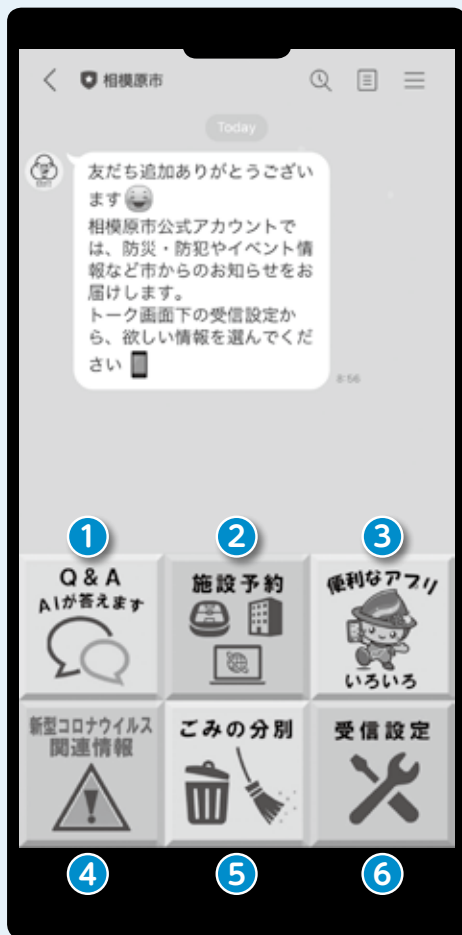 相模原市
Today
友だち追加ありがとうござい
ます
相模原市公式アカウントで
は、防災・防犯やイベント情
報など市からのお知らせをお
届けします。
トーク画面下の受信設定か
ら、欲しい情報を選んでくだ
さい
8:56
1
2
3
Q&A
AIが答えます
施設予約
便利なアプリ
いろいろ
新型コロナウイルス
関連情報
ごみの分別
受信設定
4
5
6